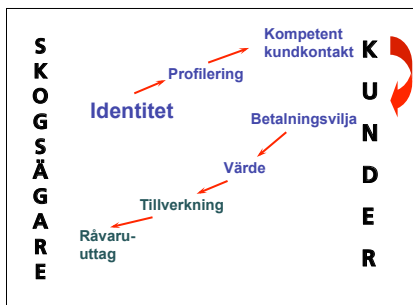 SKOGSÄGARE
Kompetent
kundkontakt
Profilering
Identitet
Betalningsvilja
Värde
Tillverkning
Råvaru-
uttag
KUNDER